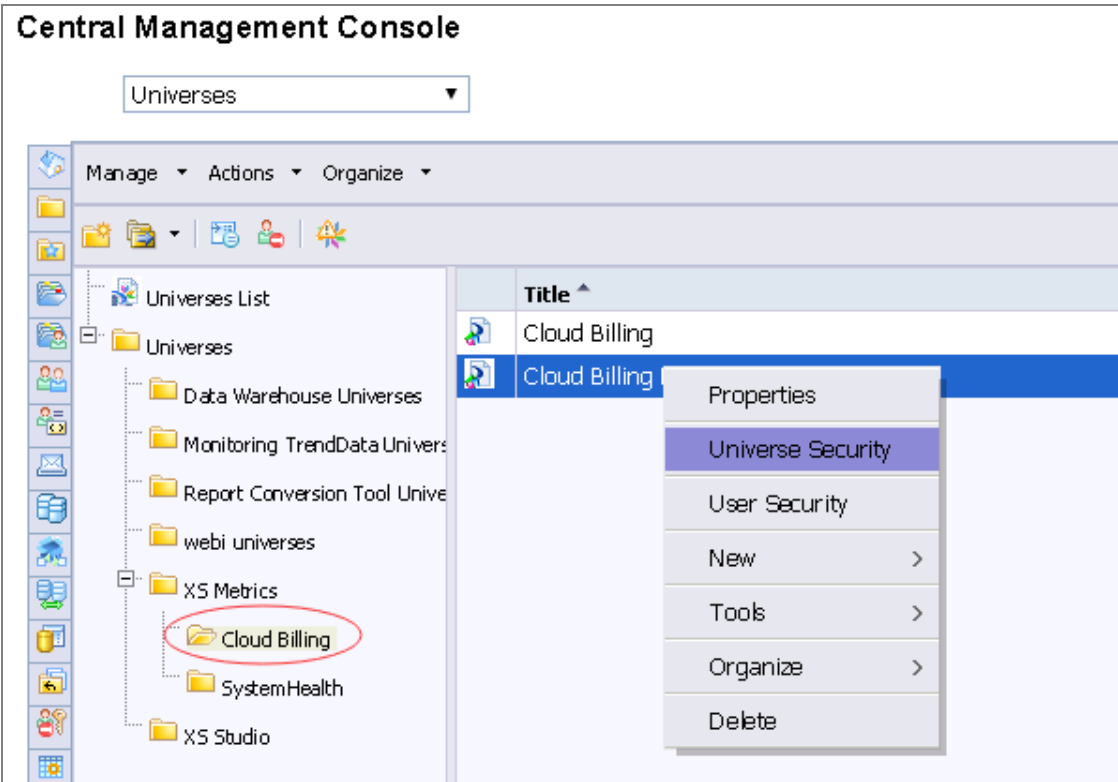 Central Management Console
Universes
Manage Actions Organize
Universes List
Universes
Data Warehouse Universes
Monitoring TrendData Univers
Report Conversion Tool Unive
webi universes
XS Metrics
Cloud Billing
SystemHealth
XS Studio
Title
Cloud Billing
Cloud Billing
Properties
Universe Security
User Security
New
Tools
Organize
Delete